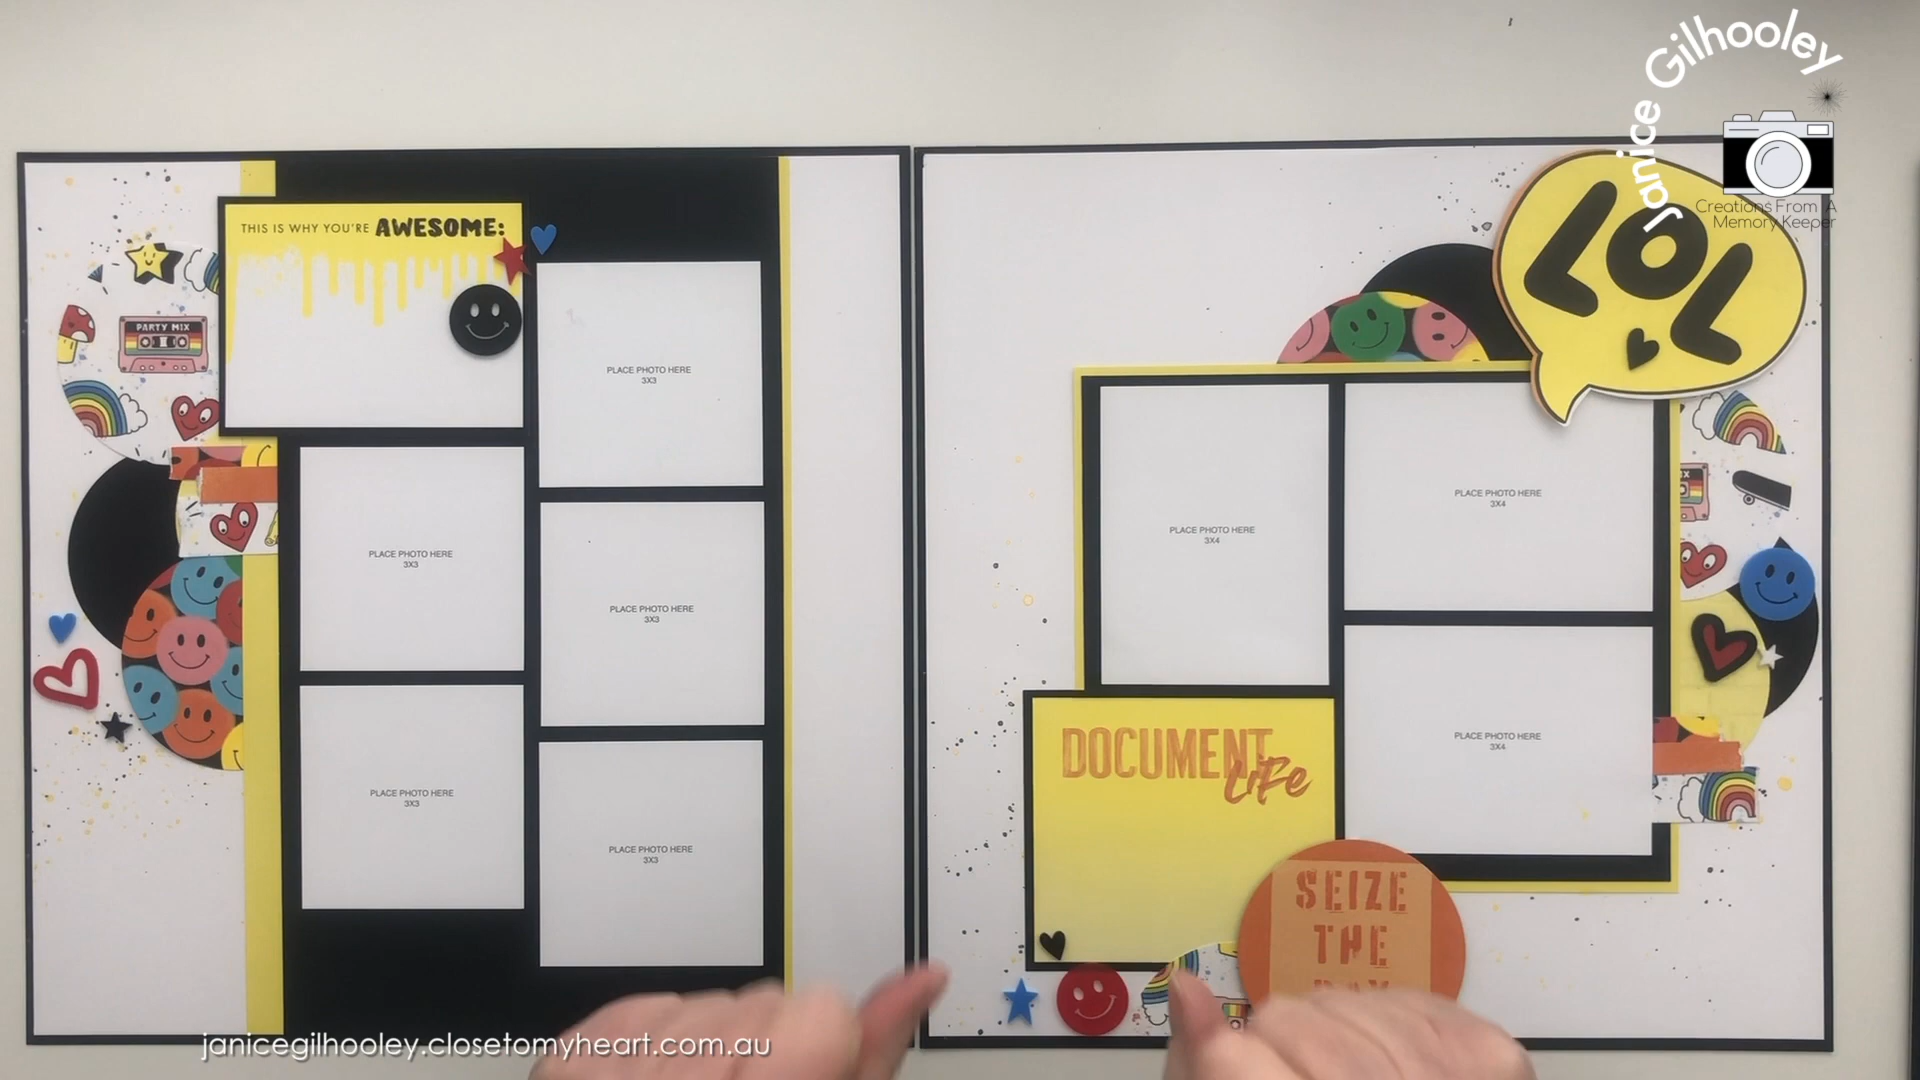 Janice Gilhooley
Creations From A
Memory Keeper
THIS IS WHY YOU'RE AWESOME:
PARTY MIX
PLACE PHOTO HERE
3X3
PLACE PHOTO HERE
3X3
PLACE PHOTO HERE
3X3
PLACE PHOTO HERE
3X3
PLACE PHOTO HERE
3X3
LOL
PLACE PHOTO HERE
3X4
PLACE PHOTO HERE
3X4
MIX
PLACE PHOTO HERE
3X4
DOCUMENT
LiFe
SEIZE
THE
janicegilhooley.closetomyheart.com.au